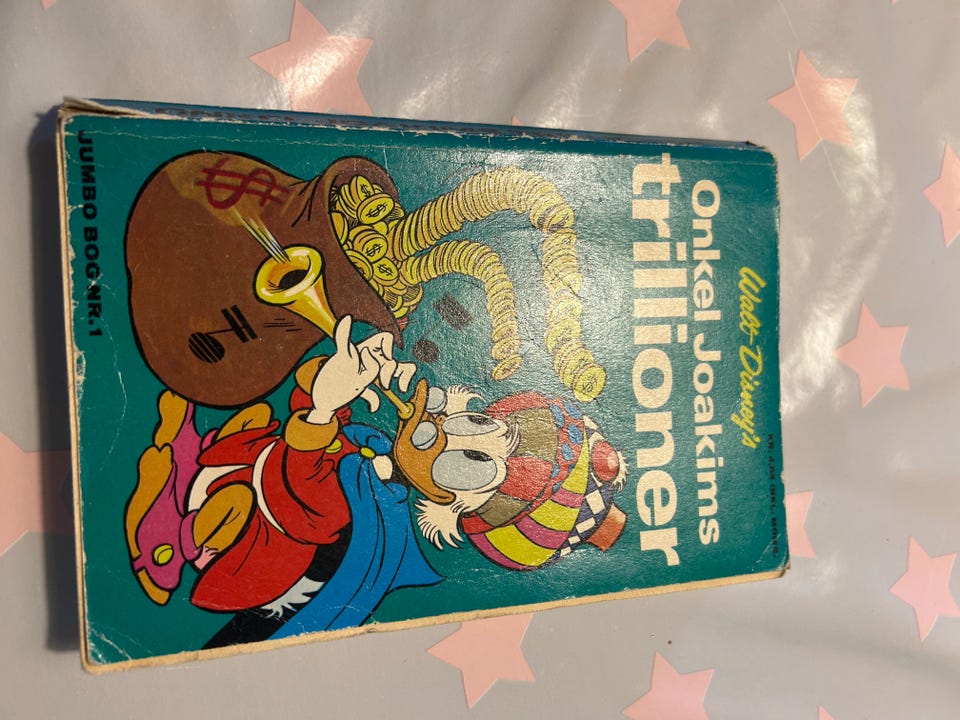 Walt Disney's
Onkel Joakims
trillioner
$
JUMBO BOG NR. 1